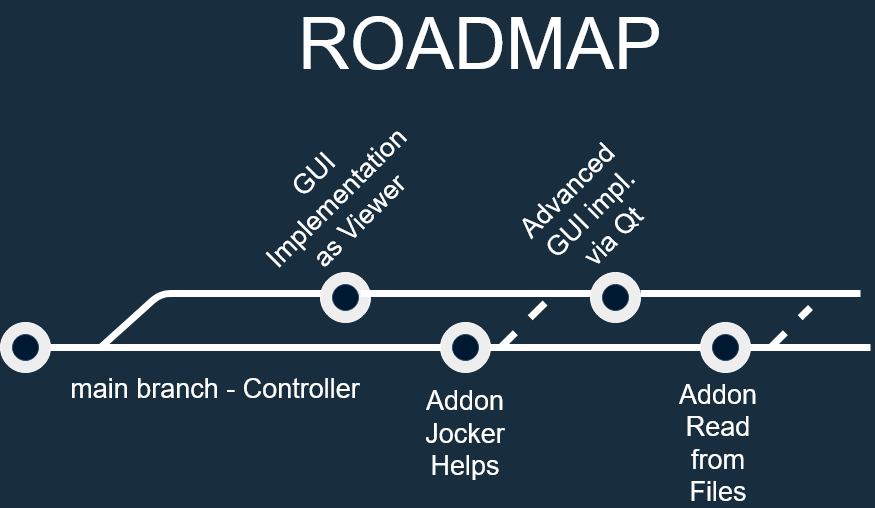 ROADMAP
GUI
Implementation
as Viewer
Advanced
GUI impl.
via Qt
main branch - Controller
Addon
Jocker
Helps
Addon
Read
from
Files